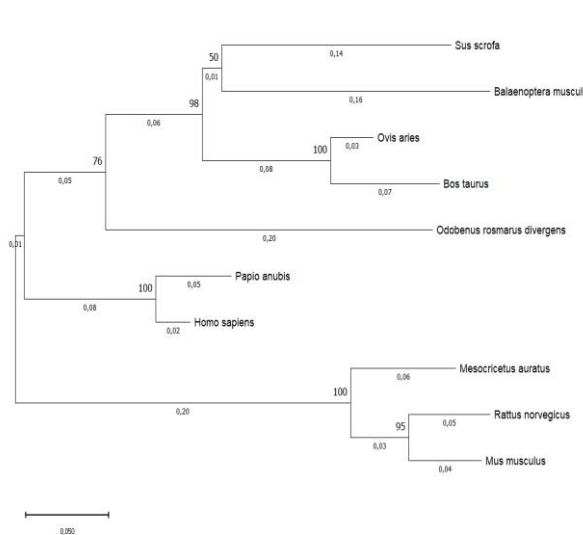 Sus scrofa
50
0,14
0,01
Balaenoptera muscul
98
0,16
0,06
Ovis aries
100
0,03
76
0,08
Bos taurus
0,05
0,07
Odobenus rosmarus divergens
0,20
0,01
Papio anubis
100
0,05
0,08
Homo sapiens
0,02
Mesocricetus auratus
100
0,06
0,20
Rattus norvegicus
95
0,05
0,03
Mus musculus
0,04
0,050